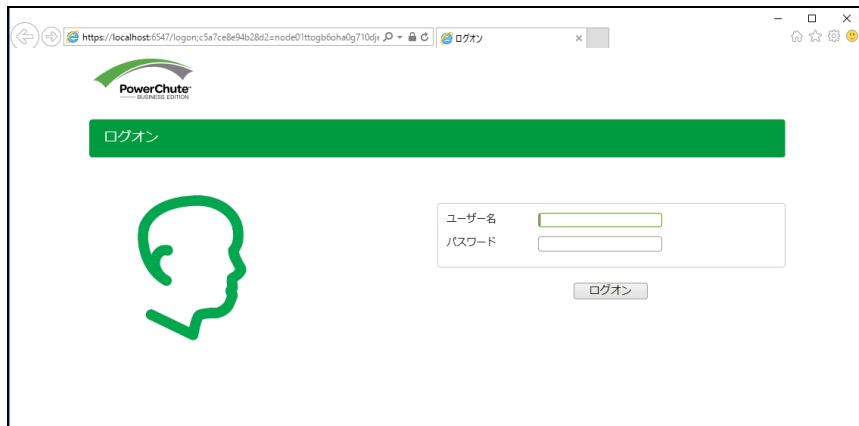 https://localhost:6547/logon;c5a7ce8e94b28d2=node01ttogb6oha0g710dj
ログオン
PowerChute
BUSINESS EDITION
ログオン
ユーザー名
パスワード
ログオン